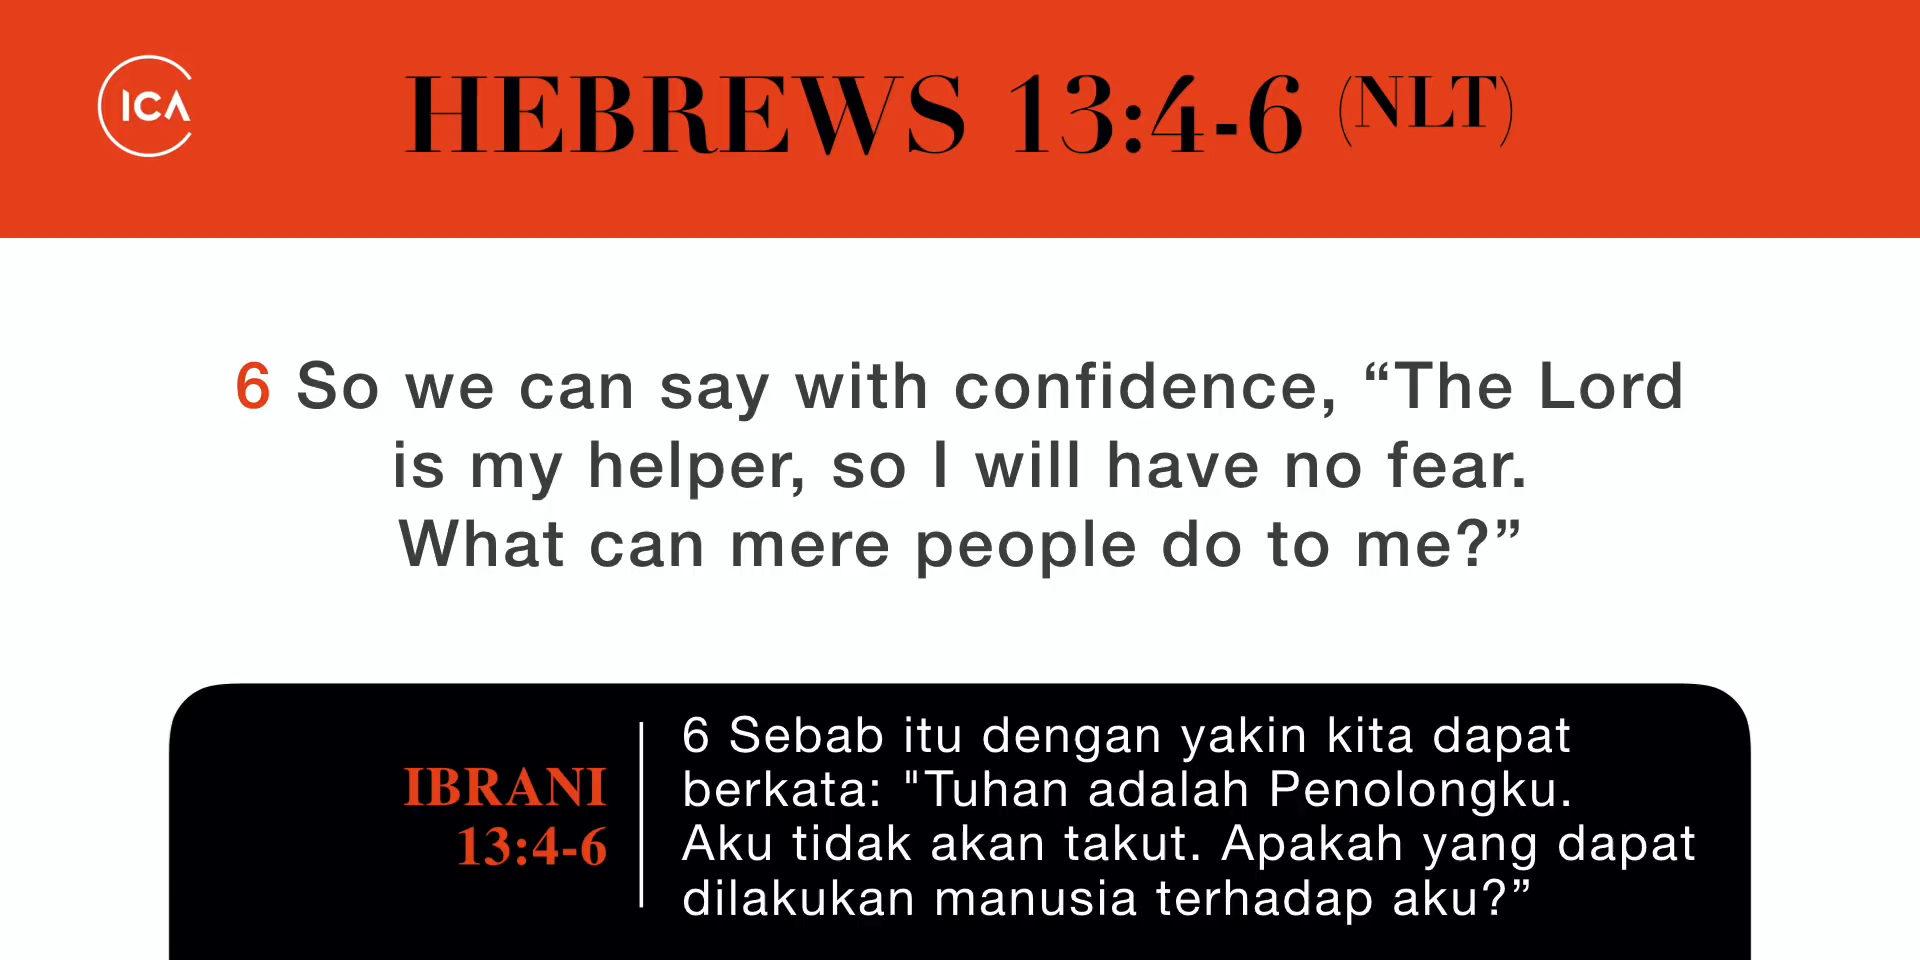 ICA
HEBREWS 13:4-6 (NLT)
6 So we can say with confidence, “The Lord
is my helper, so I will have no fear.
What can mere people do to me?”
IBRANI
13:4-6
6 Sebab itu dengan yakin kita dapat
berkata: "Tuhan adalah Penolongku.
Aku tidak akan takut. Apakah yang dapat
dilakukan manusia terhadap aku?”